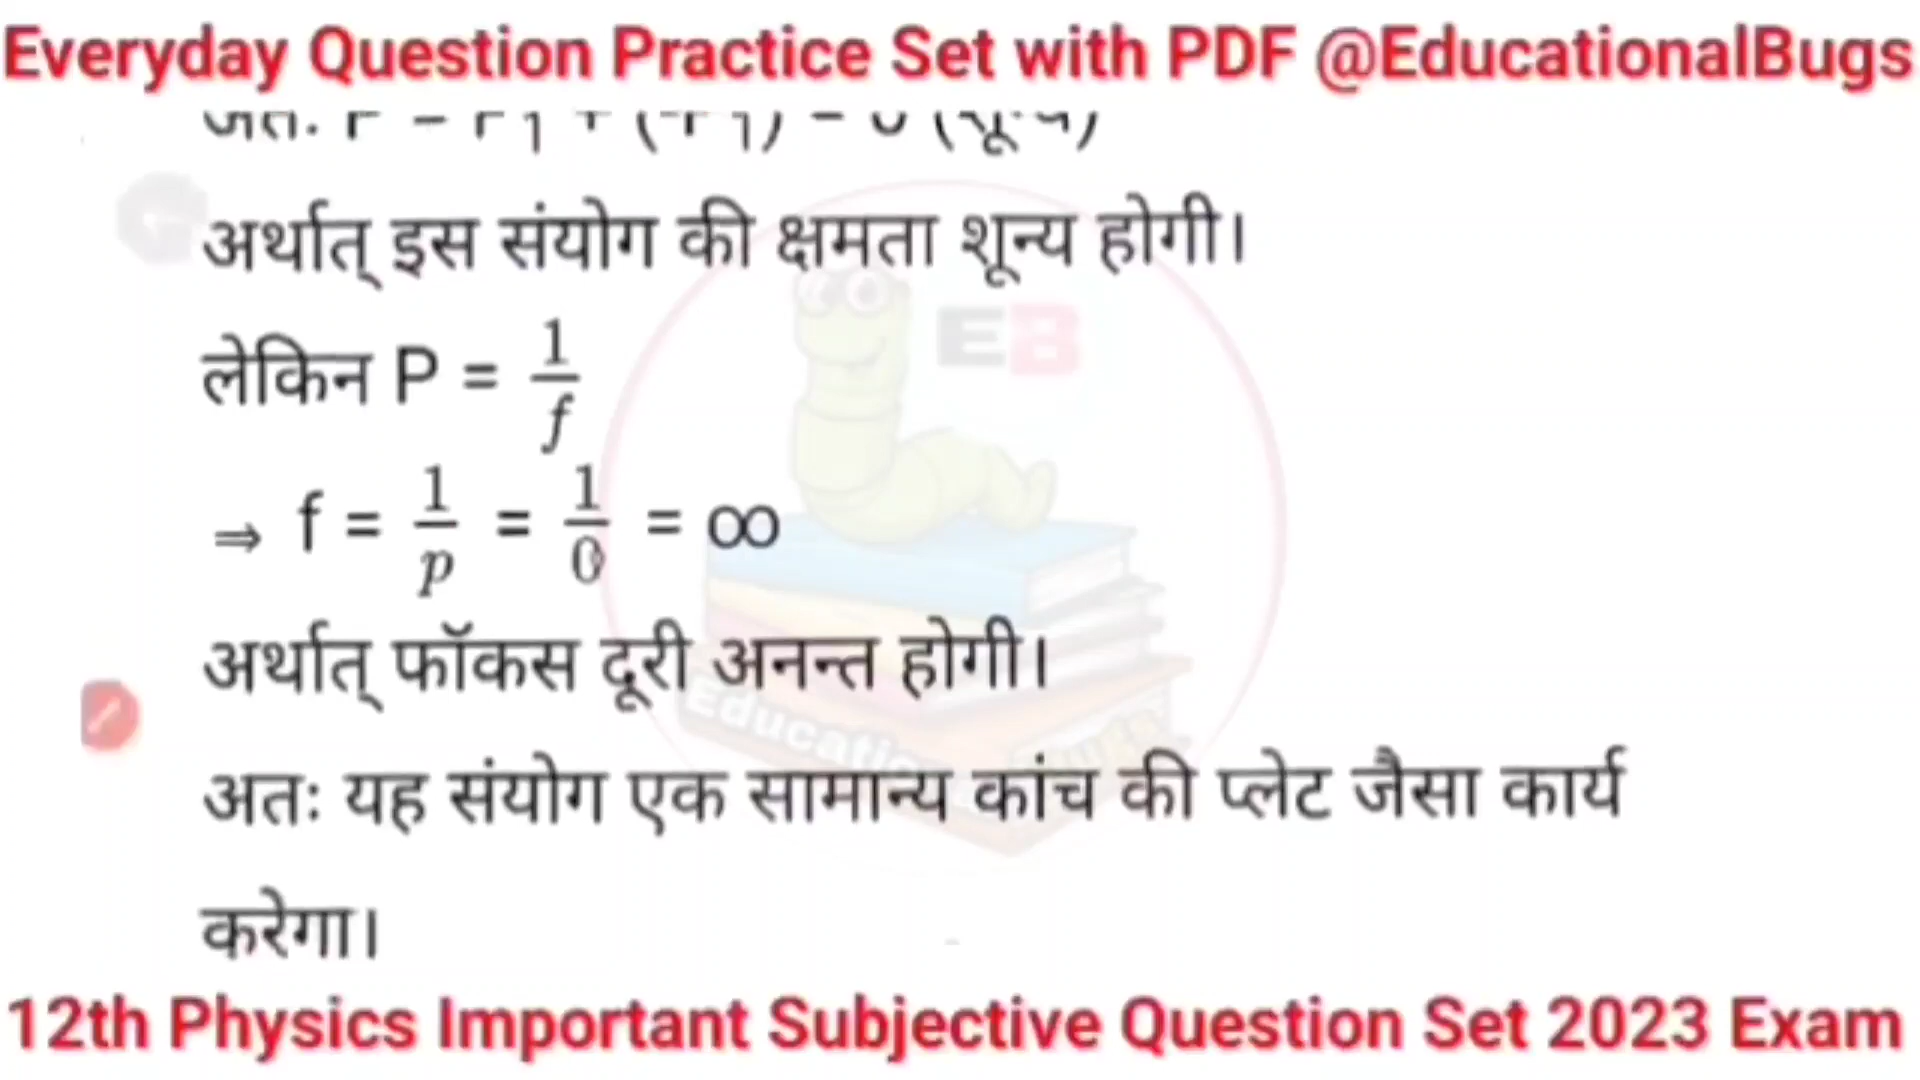 Everyday Question Practice Set with PDF @EducationalBugs
अर्थात् इस संयोग की क्षमता शून्य होगी।
EB
लेकिन P = 1/f
⇒ f = 1/p = 1/0 = ∞
अर्थात् फॉकस दूरी अनन्त होगी।
अतः यह संयोग एक सामान्य कांच की प्लेट जैसा कार्य
करेगा।
12th Physics Important Subjective Question Set 2023 Exam